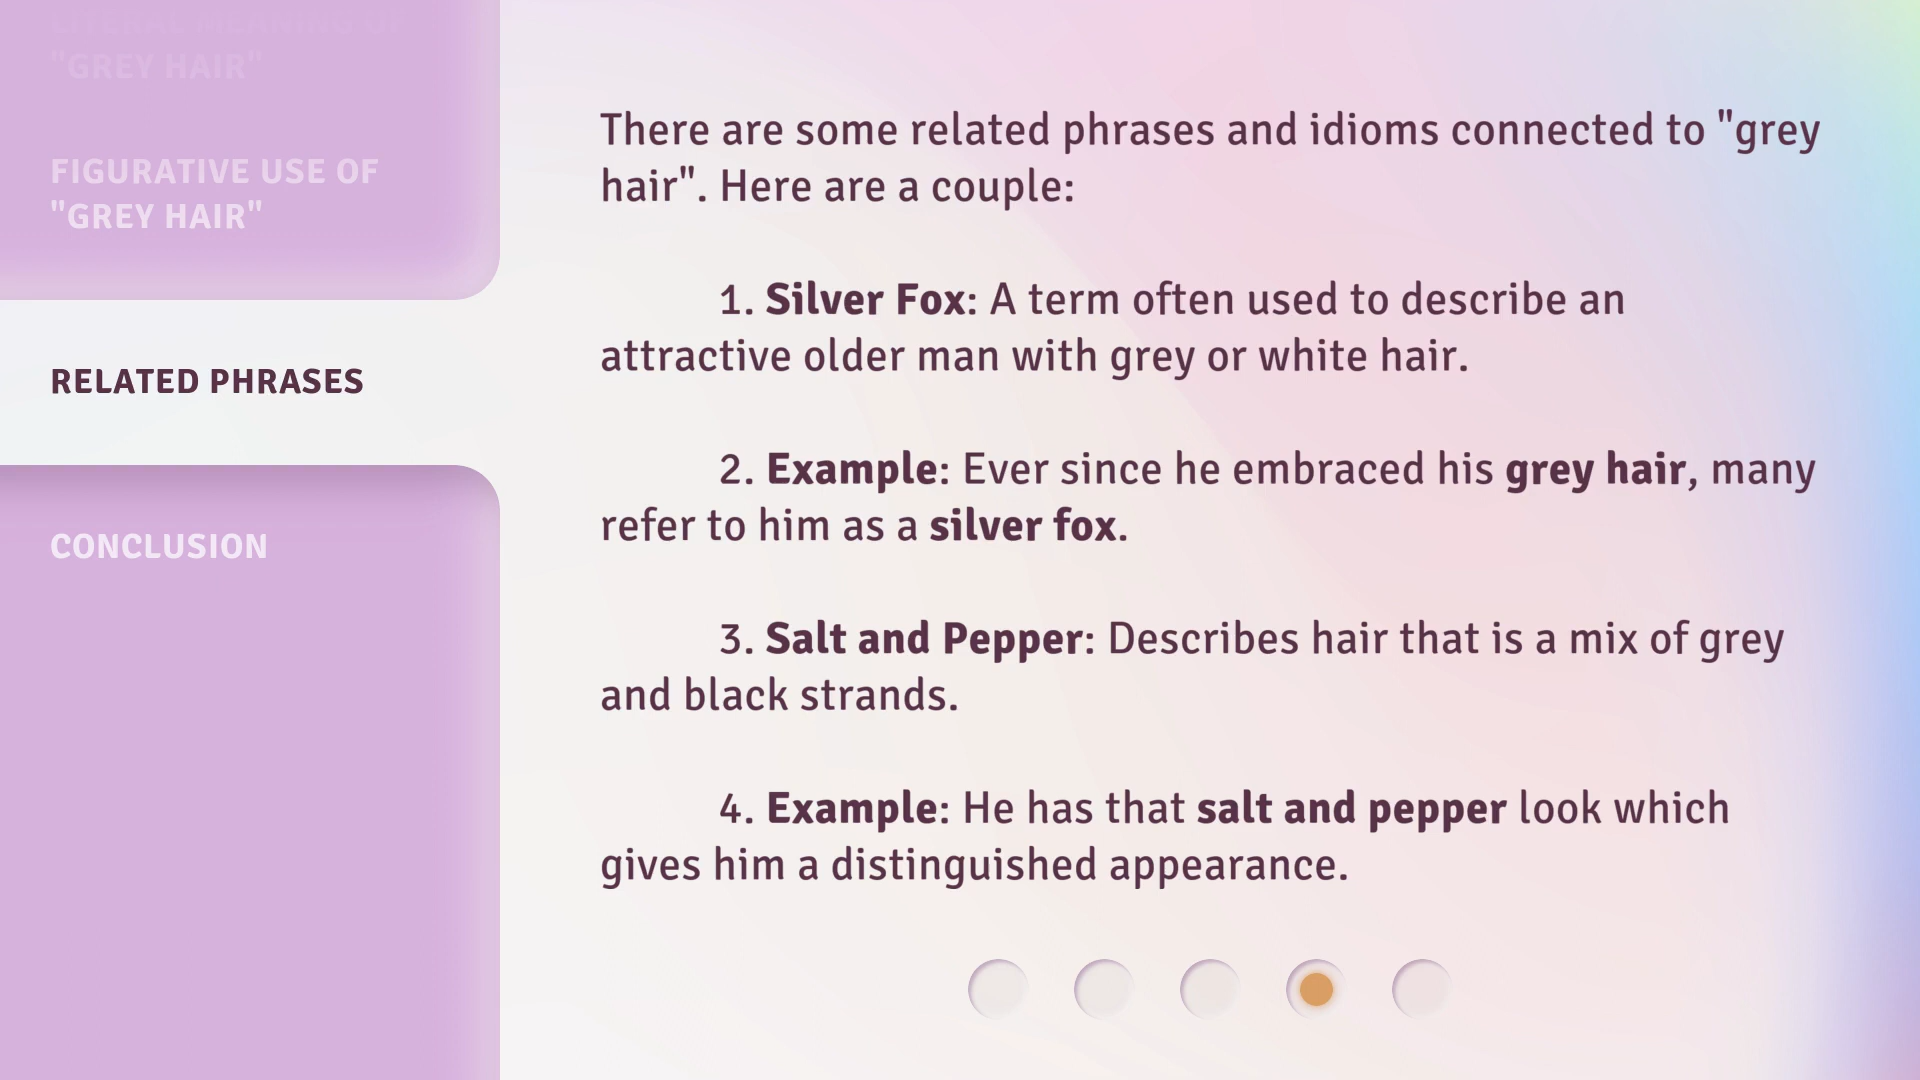 LITERAL MEANING OF
"GREY HAIR"
FIGURATIVE USE OF
"GREY HAIR"
RELATED PHRASES
CONCLUSION
There are some related phrases and idioms connected to "grey
hair". Here are a couple:
1. Silver Fox: A term often used to describe an
attractive older man with grey or white hair.
2. Example: Ever since he embraced his grey hair, many
refer to him as a silver fox.
3. Salt and Pepper: Describes hair that is a mix of grey
and black strands.
4. Example: He has that salt and pepper look which
gives him a distinguished appearance.